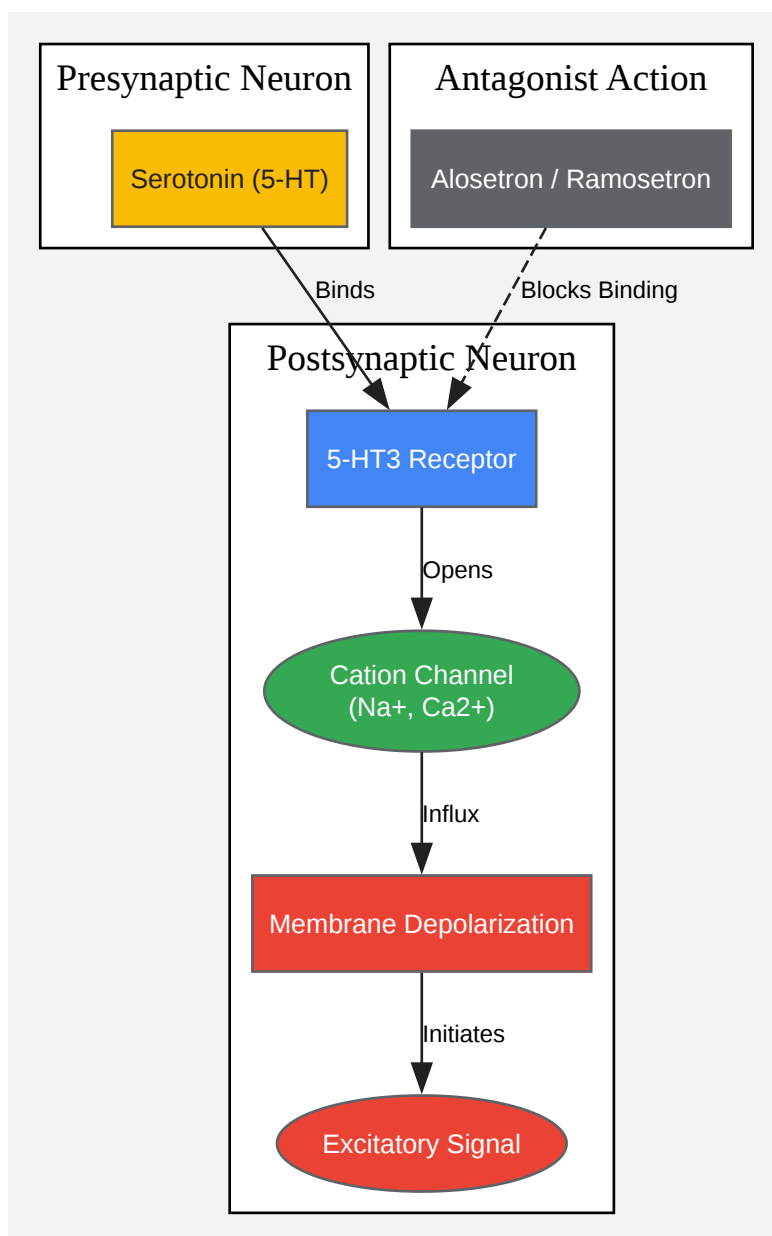 Presynaptic Neuron
Antagonist Action
Serotonin (5-HT)
Alosetron / Ramosetron
Binds
Blocks Binding
Postsynaptic Neuron
5-HT3 Receptor
Opens
Cation Channel
(Na+, Ca2+)
Influx
Membrane Depolarization
Initiates
Excitatory Signal